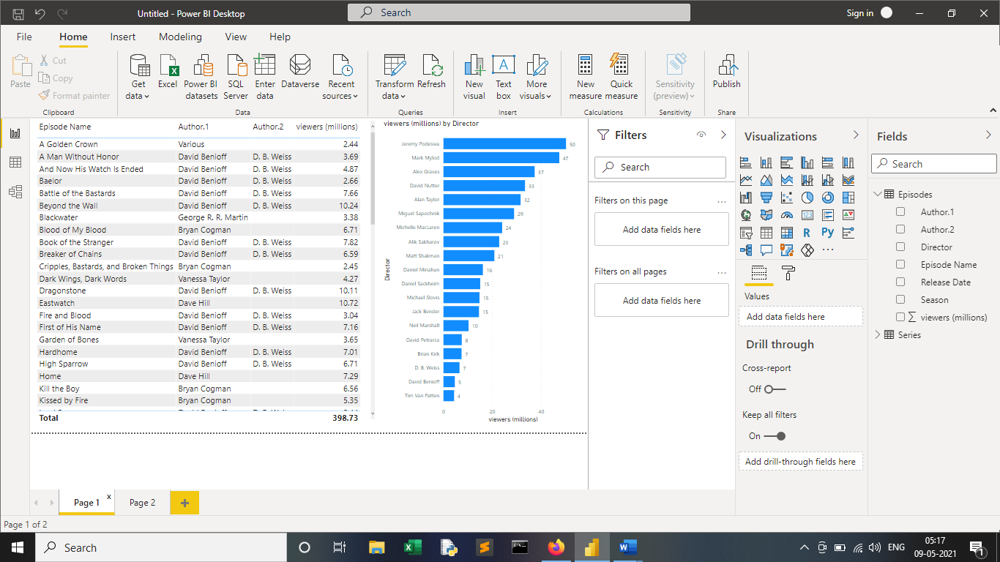 Untitled - Power BI Desktop
Search
Sign in
File Home Insert Modeling View Help
Paste
Cut
Copy
Format painter
Clipboard
Get data
Excel
Power BI datasets
SQL Server
Enter data
Dataverse
Recent sources
Data
Transform data
Refresh
Queries
New visual
Text box
More visuals
Insert
New measure
Quick measure
Calculations
Sensitivity (preview)
Sensitivity
Publish
Share
Episode Name Author.1 Author.2 viewers (millions)
A Golden Crown Various 2.44
A Man Without Honor David Benioff D. B. Weiss 3.69
And Now His Watch Is Ended David Benioff D. B. Weiss 4.87
Baelor David Benioff D. B. Weiss 2.66
Battle of the Bastards David Benioff D. B. Weiss 7.66
Beyond the Wall David Benioff D. B. Weiss 10.24
Blackwater George R. R. Martin 3.38
Blood of My Blood Bryan Cogman 6.71
Book of the Stranger David Benioff D. B. Weiss 7.82
Breaker of Chains David Benioff D. B. Weiss 6.59
Cripples, Bastards, and Broken Things Bryan Cogman 2.45
Dark Wings, Dark Words Vanessa Taylor 4.27
Dragonstone David Benioff D. B. Weiss 10.11
Eastwatch Dave Hill 10.72
Fire and Blood David Benioff D. B. Weiss 3.04
First of His Name David Benioff D. B. Weiss 7.16
Garden of Bones Vanessa Taylor 3.65
Hardhome David Benioff D. B. Weiss 7.01
High Sparrow David Benioff D. B. Weiss 6.71
Home Dave Hill 7.29
Kill the Boy Bryan Cogman 6.56
Kissed by Fire Bryan Cogman 5.35
Total 398.73
viewers (millions) by Director
Director
Jeremy Podeswa 50
Mark Mylod 47
Alex Graves 37
David Nutter 33
Alan Taylor 32
Miguel Sapochnik 29
Michelle MacLaren 24
Alik Sakharov 23
Matt Shakman 21
Daniel Minahan 16
Daniel Sackheim 15
Michael Slovis 15
Jack Bender 15
Neil Marshall 10
David Petrarca 8
Brian Kirk 7
D. B. Weiss 7
David Benioff 5
Tim Van Patten 4
0 20 40
viewers (millions)
Filters
Search
Filters on this page ...
Add data fields here
Filters on all pages ...
Add data fields here
Visualizations
123
R Py
...
Values
Add data fields here
Drill through
Cross-report
Off
Keep all filters
On
Add drill-through fields here
Fields
Search
Episodes
Author.1
Author.2
Director
Episode Name
Release Date
Season
∑ viewers (millions)
Series
Page 1 x
Page 2
+
Page 1 of 2
Search
ENG
05:17
09-05-2021
1